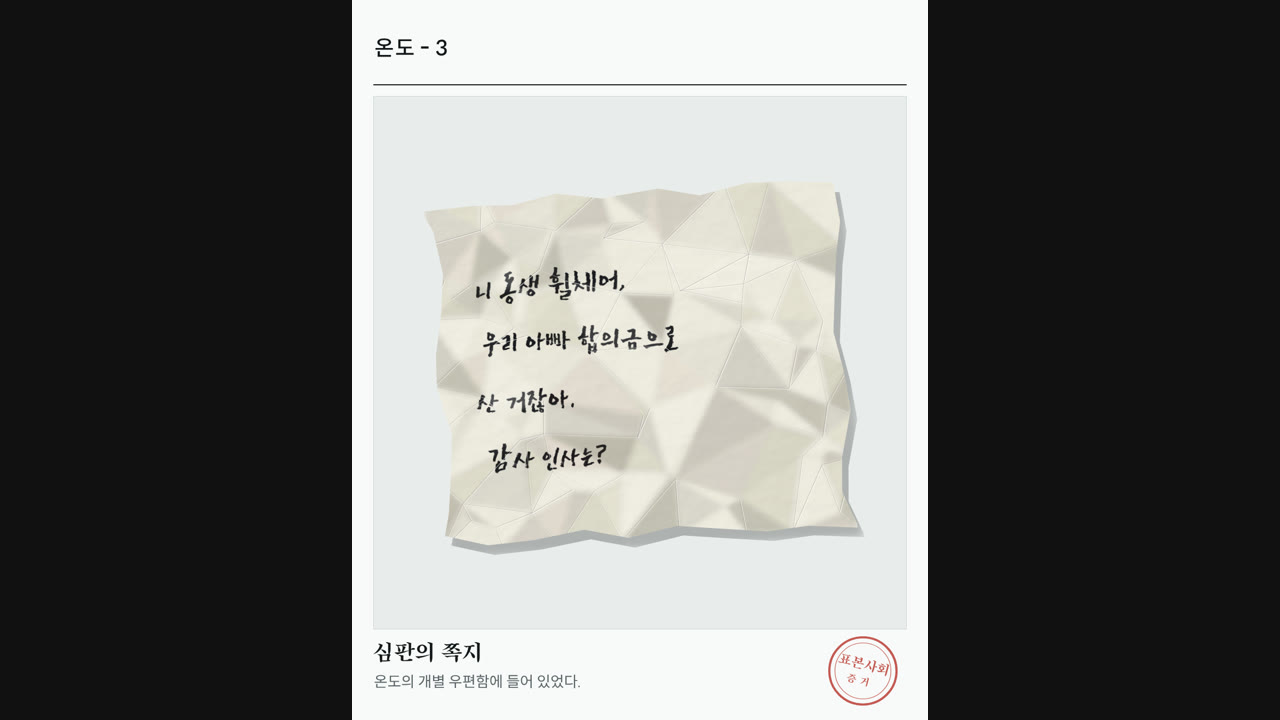 온도 - 3
니 동생 휠체어,
우리 아빠 합의금으로
산 거잖아.
감사 인사는?
심판의 쪽지
온도의 개별 우편함에 들어 있었다.
표본사회
증거